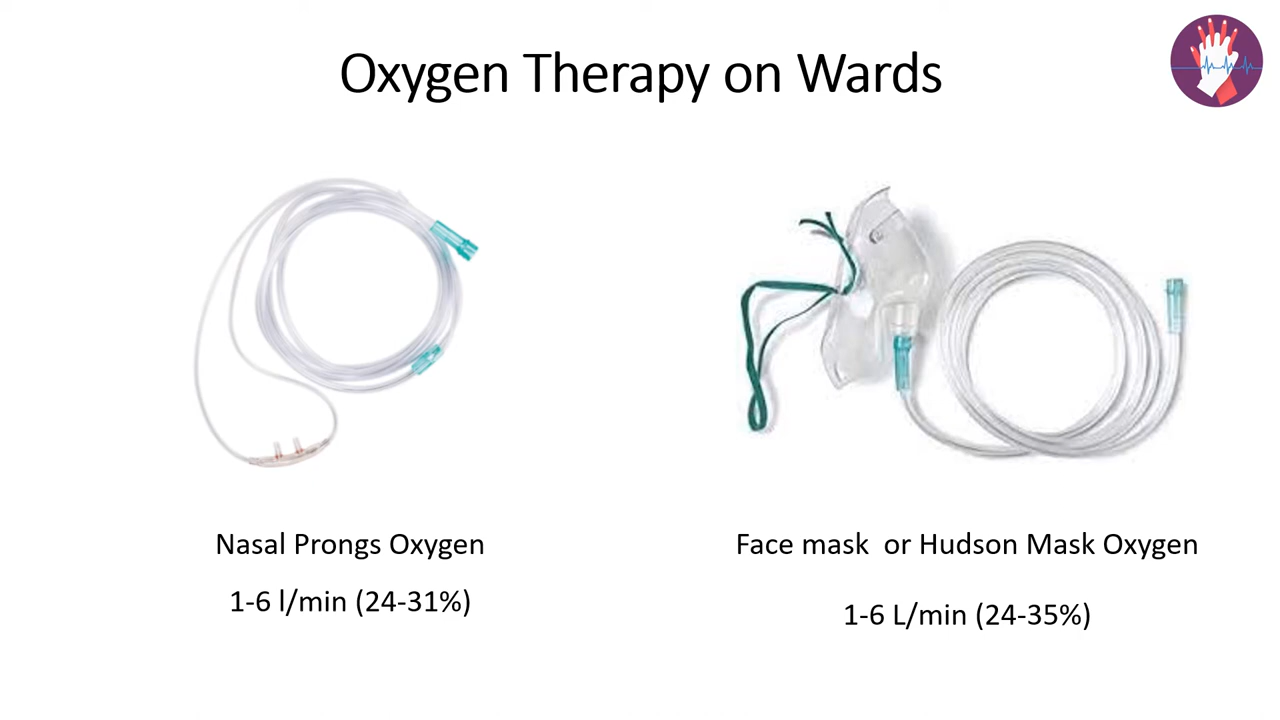 Oxygen Therapy on Wards
Nasal Prongs Oxygen
1-6 l/min (24-31%)
Face mask  or Hudson Mask Oxygen
1-6 L/min (24-35%)